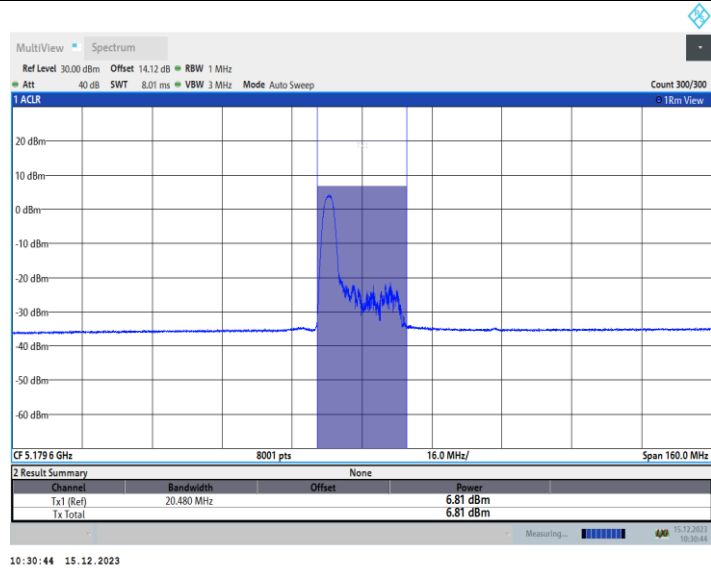 MultiView Spectrum
Ref Level 30.00 dBm Offset 14.12 dB RBW 1 MHz
Att 40 dB SWT 8.01 ms VBW 3 MHz Mode Auto Sweep Count 300/300
1 ACLR 1Rm View
20 dBm
10 dBm
0 dBm
-10 dBm
-20 dBm
-30 dBm
-40 dBm
-50 dBm
-60 dBm
CF 5.179 6 GHz 8001 pts 16.0 MHz/ Span 160.0 MHz
2 Result Summary None
Channel Bandwidth Offset Power
Tx1 (Ref) 20.480 MHz 6.81 dBm
Tx Total 6.81 dBm
Measuring... 15.12.2023
10:30:44
10:30:44 15.12.2023